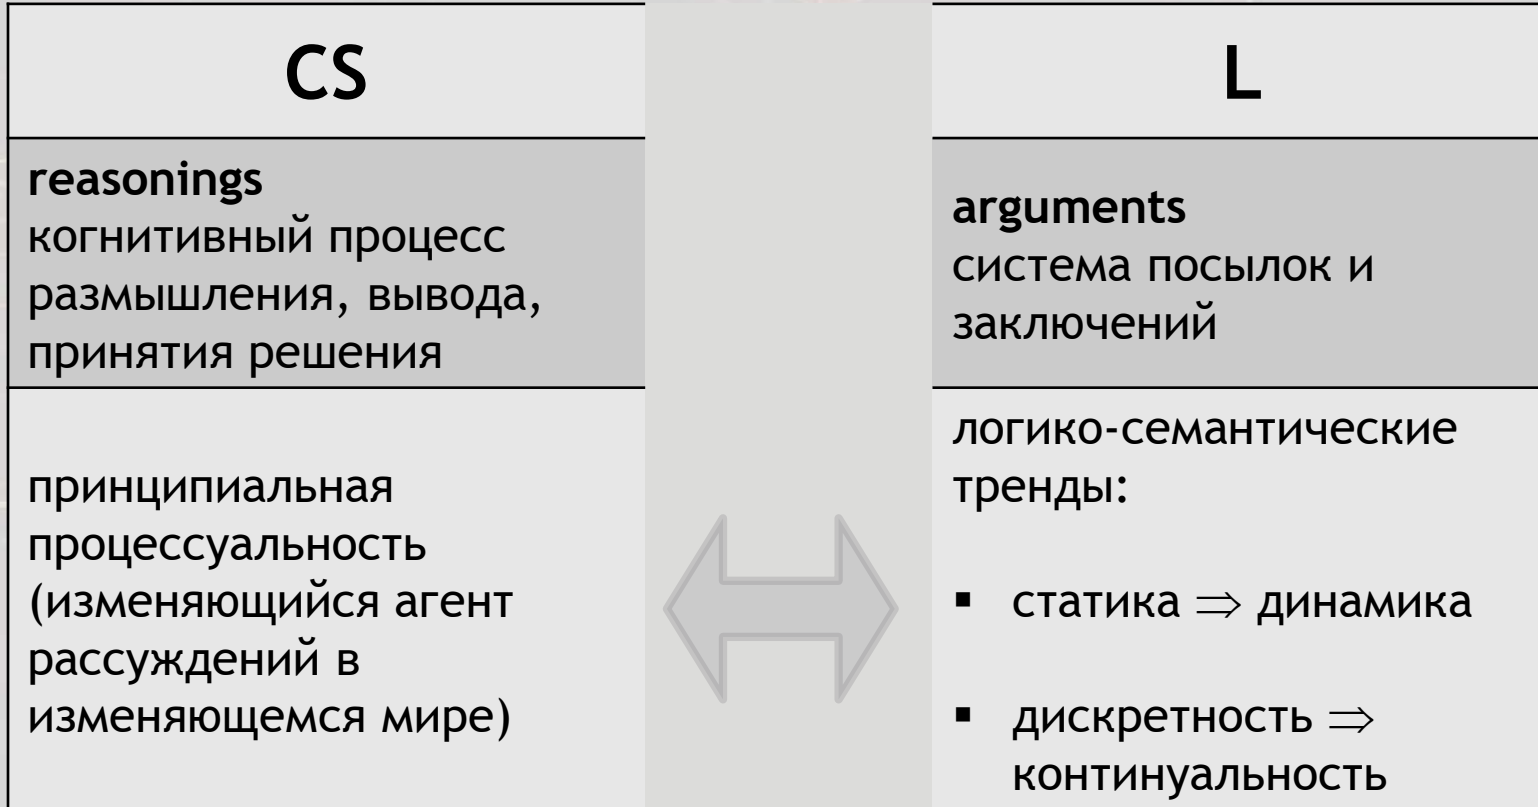 CS
reasonings
когнитивный процесс
размышления, вывода,
принятия решения
принципиальная
процессуальность
(изменяющийся агент
рассуждений в
изменяющемся мире)
L
arguments
система посылок и
заключений
логико-семантические
тренды:
▪ статика ⇒ динамика
▪ дискретность ⇒
континуальность